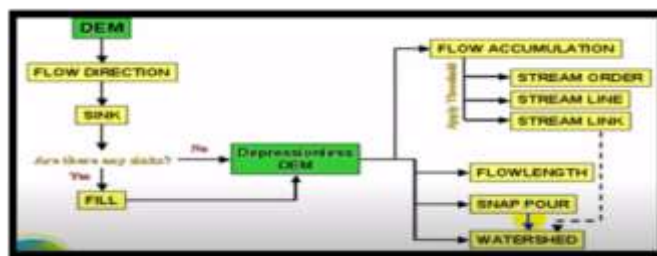 DEM
FLOW DIRECTION
SINK
Are there any sinks?
No
Yes
FILL
Depressionless
DEM
FLOW ACCUMULATION
Apply Threshold
STREAM ORDER
STREAM LINE
STREAM LINK
FLOWLENGTH
SNAP POUR
WATERSHED